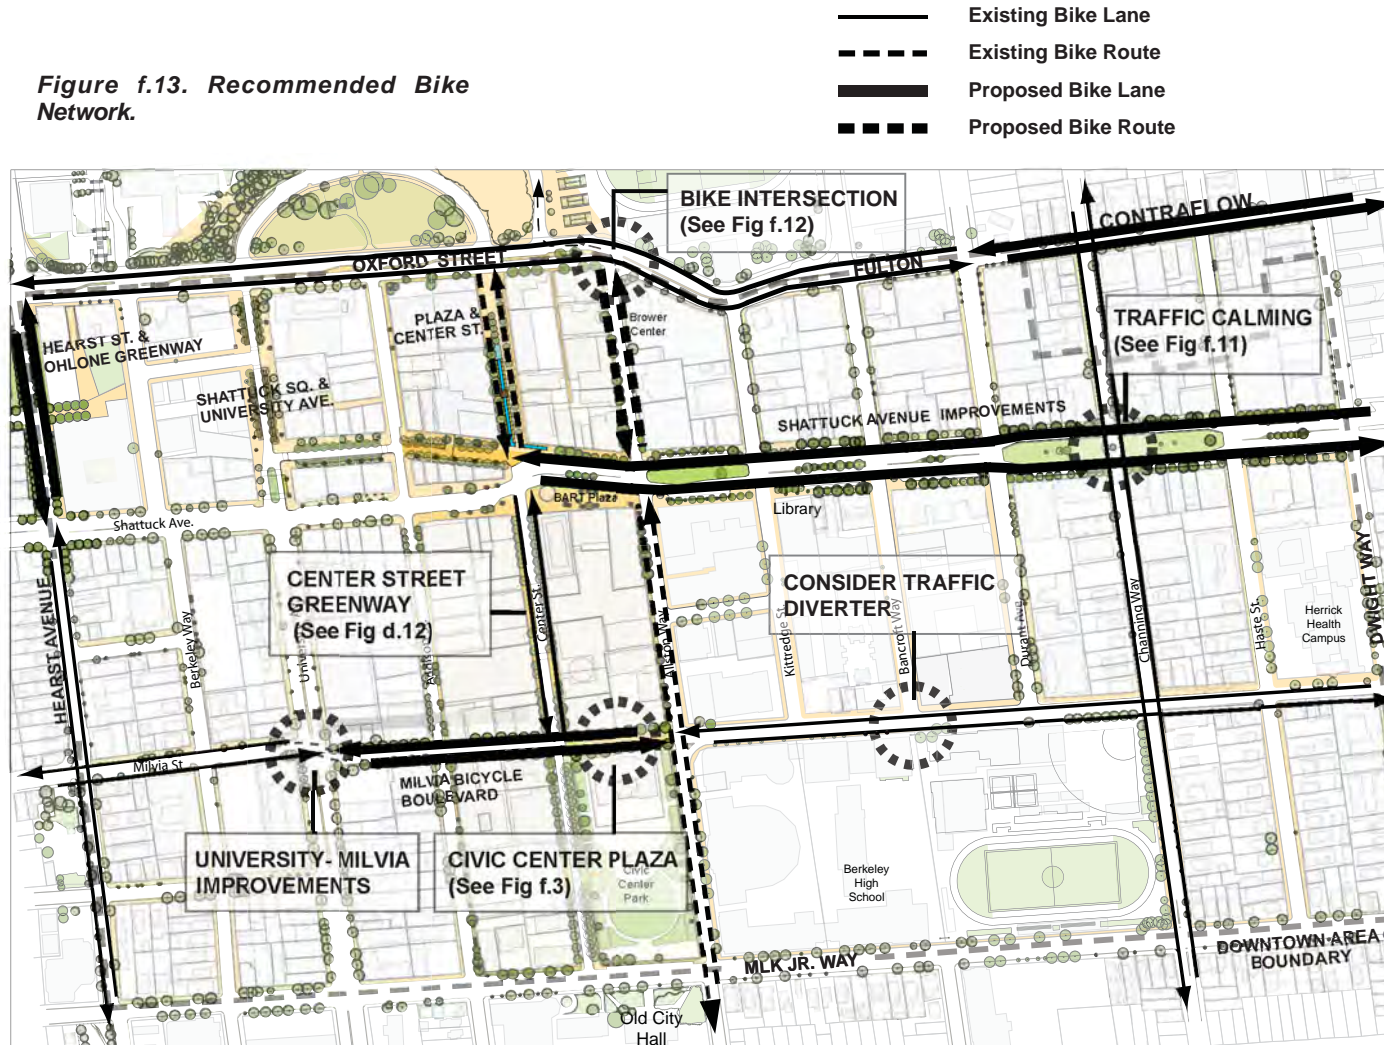 Existing Bike Lane
Existing Bike Route
Proposed Bike Lane
Proposed Bike Route
Figure f.13. Recommended Bike
Network.
BIKE INTERSECTION
(See Fig f.12)
CONTRAFLOW
OXFORD STREET
FULTON
PLAZA &
CENTER ST.
Brower
Center
TRAFFIC CALMING
(See Fig f.11)
HEARST ST. &
OHLONE GREENWAY
SHATTUCK SQ. &
UNIVERSITY AVE.
SHATTUCK AVENUE IMPROVEMENTS
BART Plaza
Library
Shattuck Ave.
CENTER STREET
GREENWAY
(See Fig d.12)
CONSIDER TRAFFIC
DIVERTER
HEARST AVENUE
Berkeley Way
Center St.
Allston Way
Kittredge St.
Bancroft Way
Durant Ave.
Channing Way
Haste St.
DWIGHT WAY
Herrick
Health
Campus
Milvia St.
MILVIA BICYCLE
BOULEVARD
UNIVERSITY- MILVIA
IMPROVEMENTS
CIVIC CENTER PLAZA
(See Fig f.3)
Civic
Center
Park
Berkeley
High
School
MLK JR. WAY
DOWNTOWN AREA
BOUNDARY
Old City
Hall